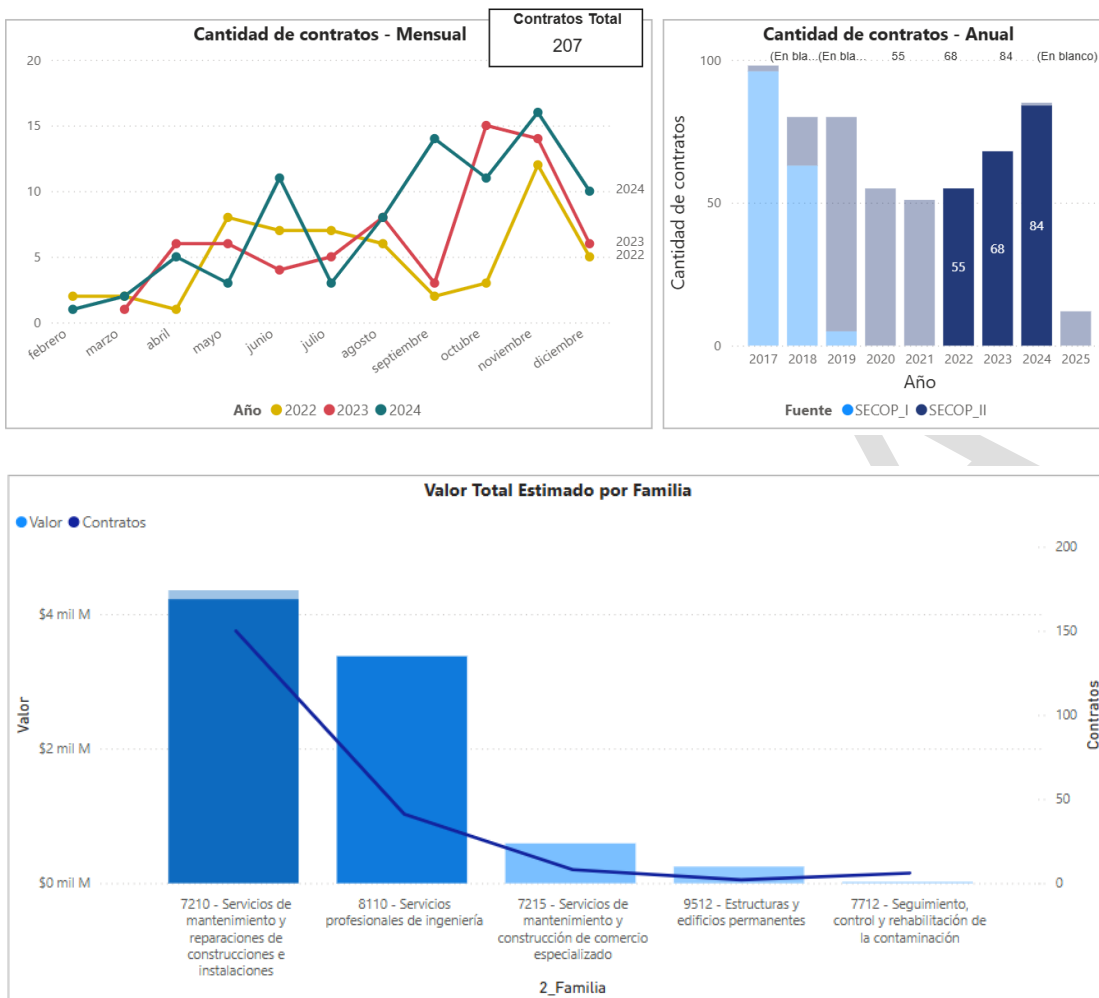 Cantidad de contratos - Mensual
Contratos Total
207
20
15
10
5
0
2024
2023
2022
febrero
marzo
abril
mayo
junio
julio
agosto
septiembre
octubre
noviembre
diciembre
Año 2022 2023 2024
Cantidad de contratos - Anual
(En bla... (En bla... 55 68 84 (En blanco)
100
50
0
Cantidad de contratos
55
68
84
2017 2018 2019 2020 2021 2022 2023 2024 2025
Año
Fuente SECOP_I SECOP_II
Valor Total Estimado por Familia
Valor Contratos
$4 mil M
$2 mil M
$0 mil M
Valor
200
150
100
50
0
Contratos
7210 - Servicios de
mantenimiento y
reparaciones de
construcciones e
instalaciones
8110 - Servicios
profesionales de ingeniería
7215 - Servicios de
mantenimiento y
construcción de comercio
especializado
9512 - Estructuras y
edificios permanentes
7712 - Seguimiento,
control y rehabilitación de
la contaminación
2_Familia